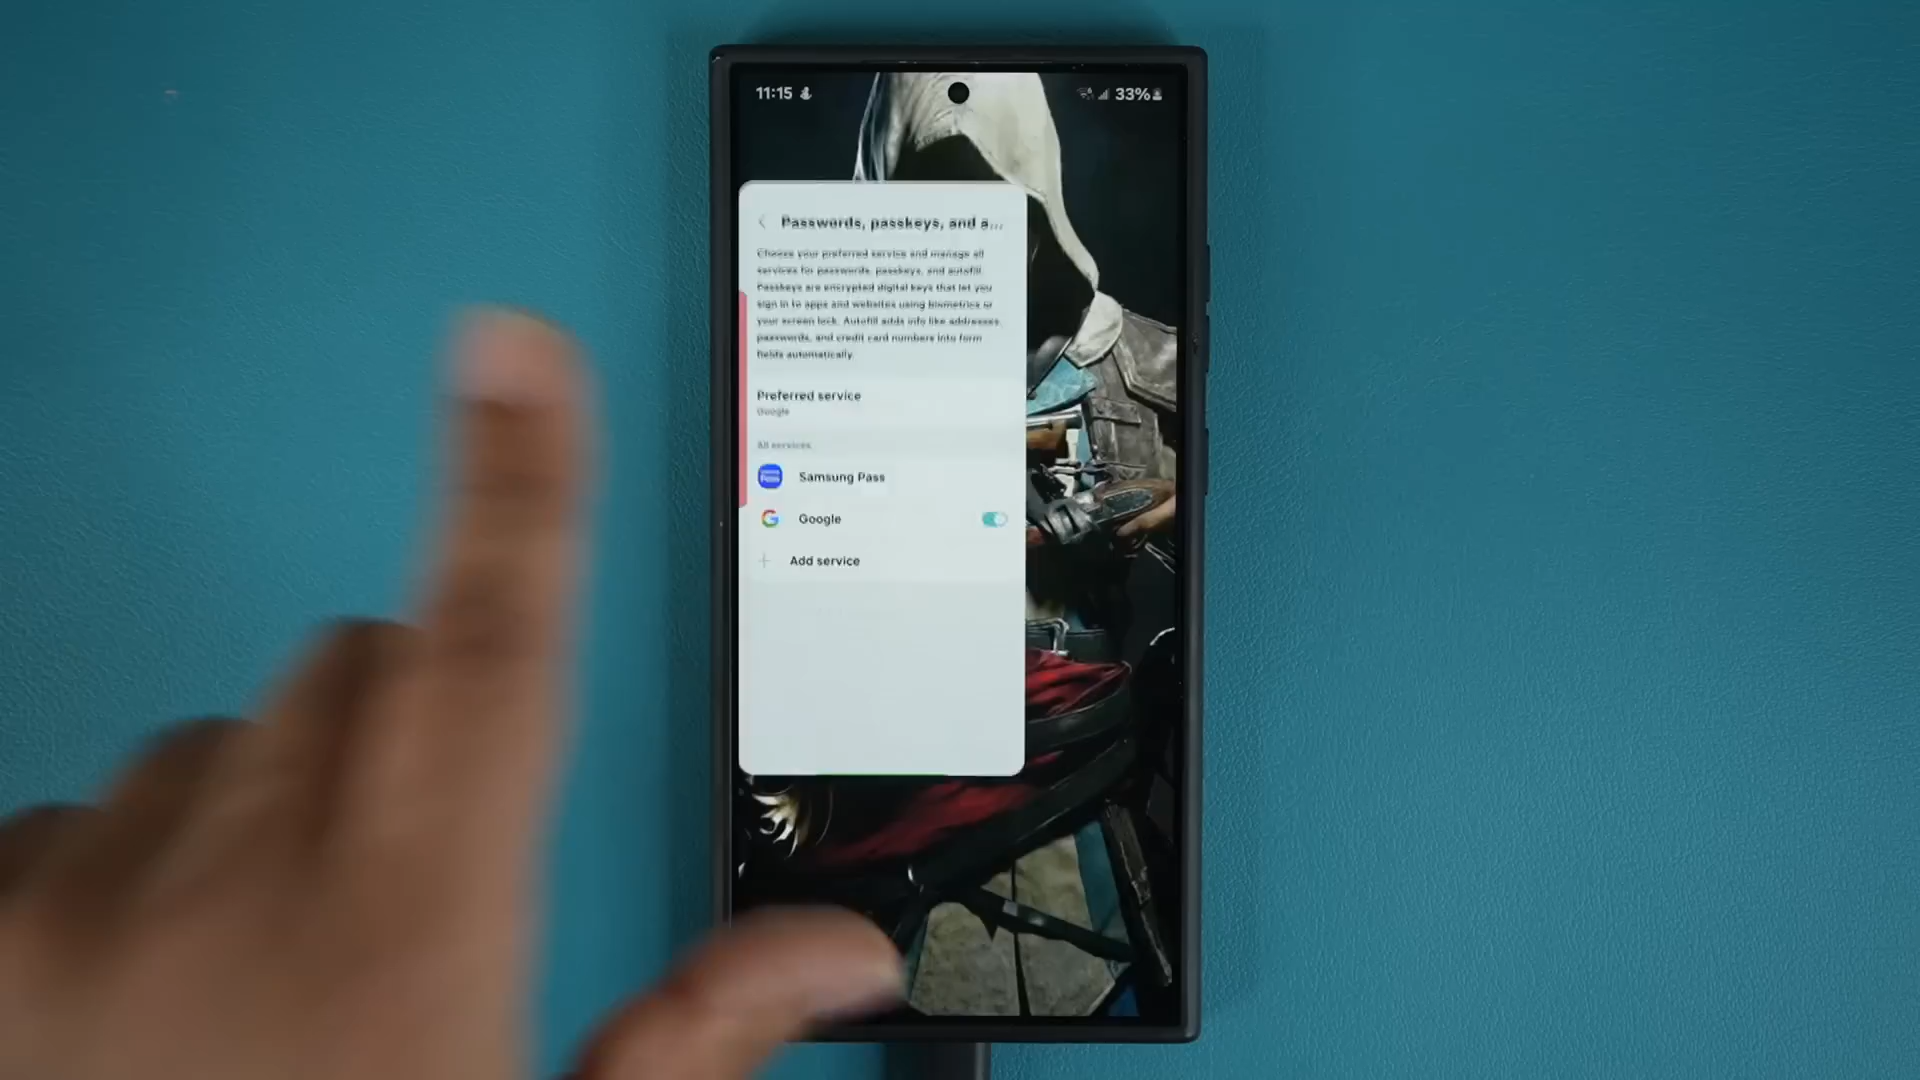 11:15
33%
Passwords, passkeys, and a...
Choose your preferred service and manage all
services for passwords, passkeys, and autofill.
Passkeys are encrypted digital keys that let you
sign in to apps and websites using biometrics or
your screen lock. Autofill adds info like addresses,
passwords, and credit card numbers into form
fields automatically.
Preferred service
Google
All services
Samsung Pass
Google
Add service